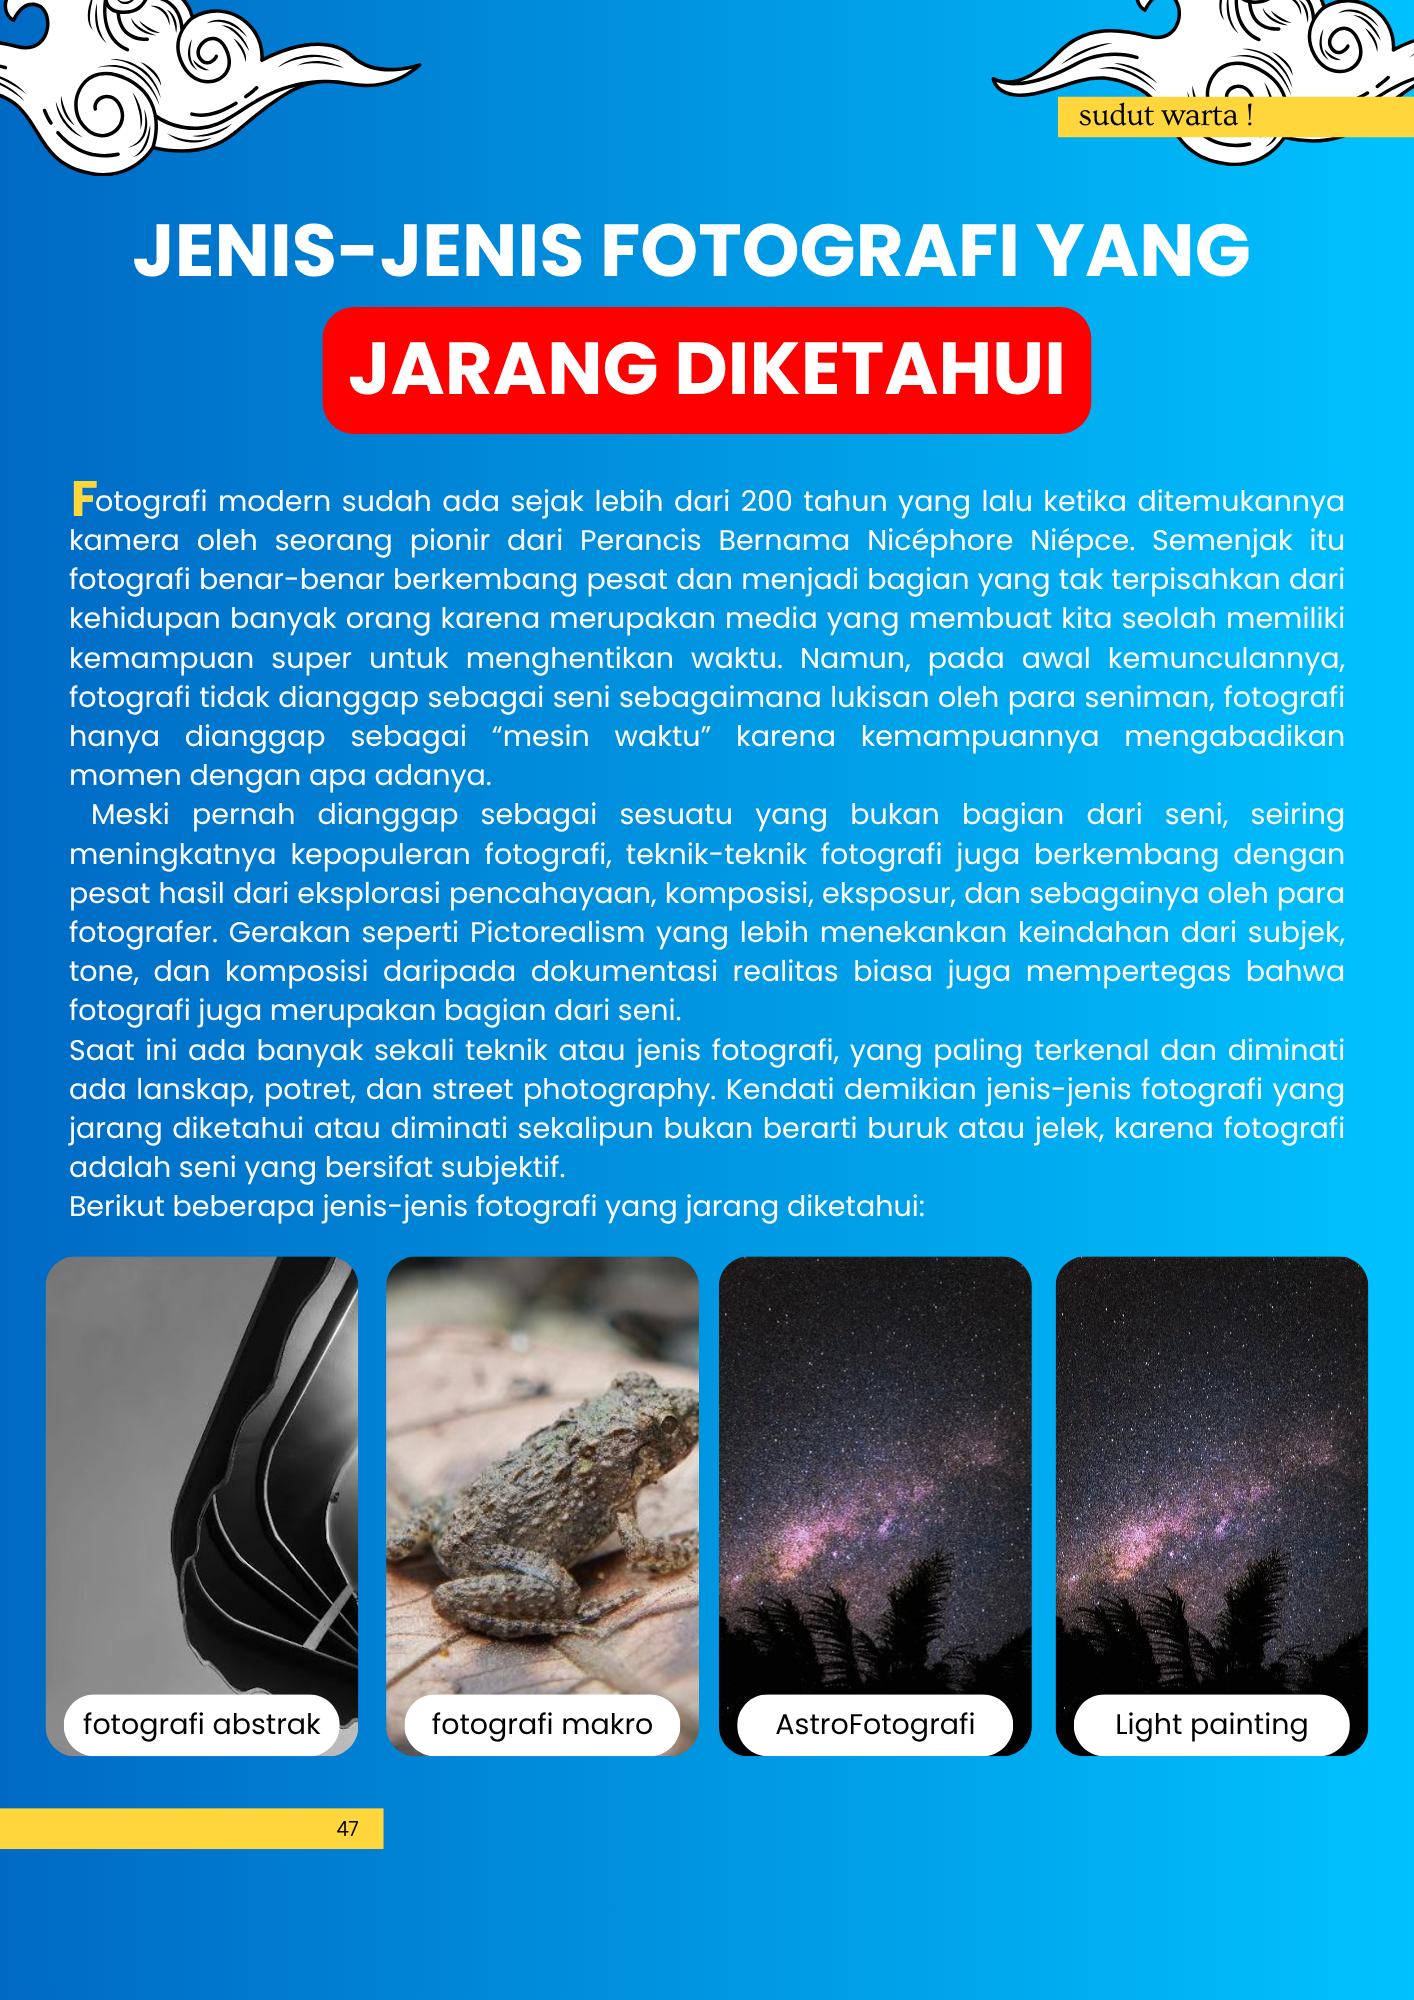 sudut warta !
JENIS-JENIS FOTOGRAFI YANG
JARANG DIKETAHUI
Fotografi modern sudah ada sejak lebih dari 200 tahun yang lalu ketika ditemukannya
kamera oleh seorang pionir dari Perancis Bernama Nicéphore Niépce. Semenjak itu
fotografi benar-benar berkembang pesat dan menjadi bagian yang tak terpisahkan dari
kehidupan banyak orang karena merupakan media yang membuat kita seolah memiliki
kemampuan super untuk menghentikan waktu. Namun, pada awal kemunculannya,
fotografi tidak dianggap sebagai seni sebagaimana lukisan oleh para seniman, fotografi
hanya dianggap sebagai “mesin waktu” karena kemampuannya mengabadikan
momen dengan apa adanya.
Meski pernah dianggap sebagai sesuatu yang bukan bagian dari seni, seiring
meningkatnya kepopuleran fotografi, teknik-teknik fotografi juga berkembang dengan
pesat hasil dari eksplorasi pencahayaan, komposisi, eksposur, dan sebagainya oleh para
fotografer. Gerakan seperti Pictorealism yang lebih menekankan keindahan dari subjek,
tone, dan komposisi daripada dokumentasi realitas biasa juga mempertegas bahwa
fotografi juga merupakan bagian dari seni.
Saat ini ada banyak sekali teknik atau jenis fotografi, yang paling terkenal dan diminati
ada lanskap, potret, dan street photography. Kendati demikian jenis-jenis fotografi yang
jarang diketahui atau diminati sekalipun bukan berarti buruk atau jelek, karena fotografi
adalah seni yang bersifat subjektif.
Berikut beberapa jenis-jenis fotografi yang jarang diketahui:
fotografi abstrak
fotografi makro
AstroFotografi
Light painting
47